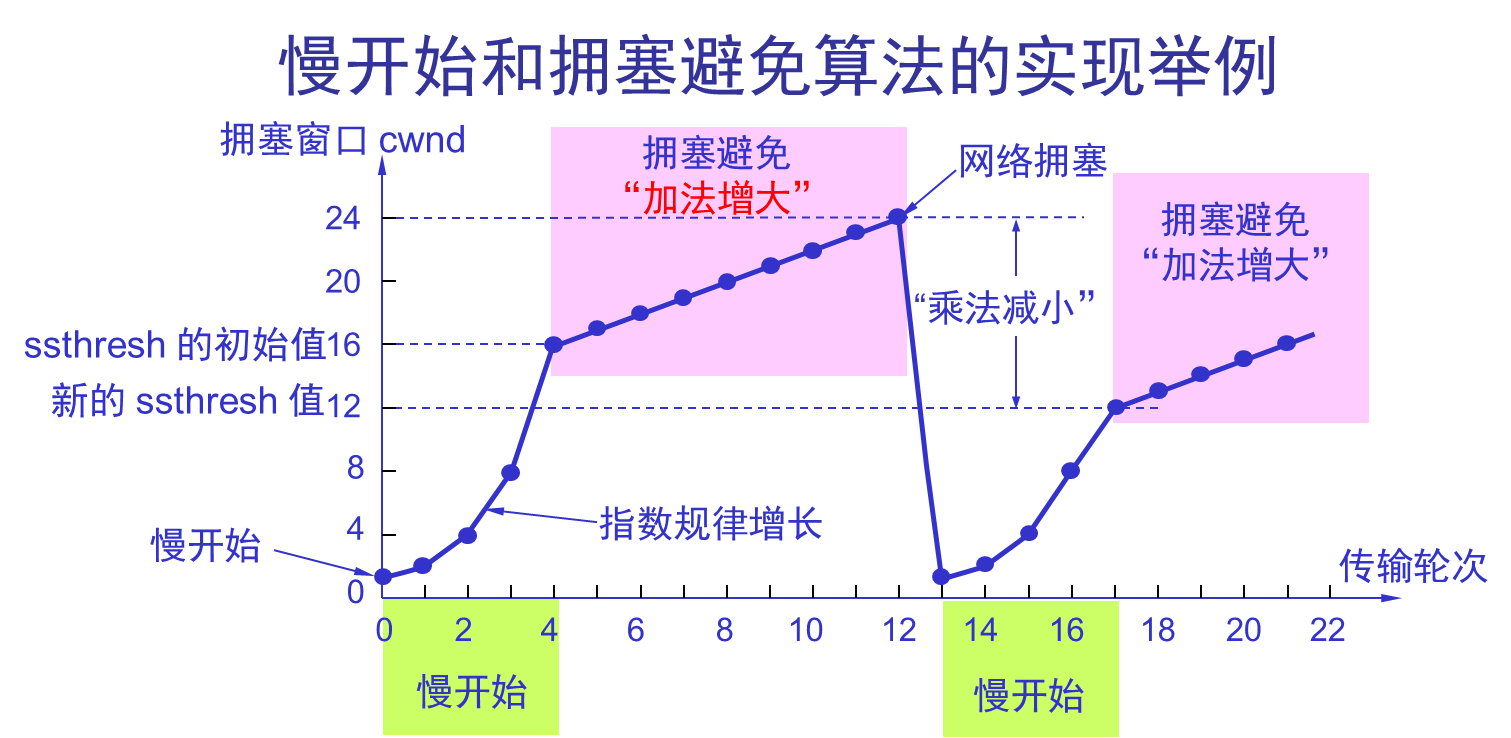 慢开始和拥塞避免算法的实现举例
拥塞窗口 cwnd
拥塞避免
“加法增大”
网络拥塞
拥塞避免
“加法增大”
24
20
“乘法减小”
ssthresh 的初始值16
新的 ssthresh 值12
8
4
指数规律增长
慢开始
0
传输轮次
0 2 4 6 8 10 12 14 16 18 20 22
慢开始
慢开始